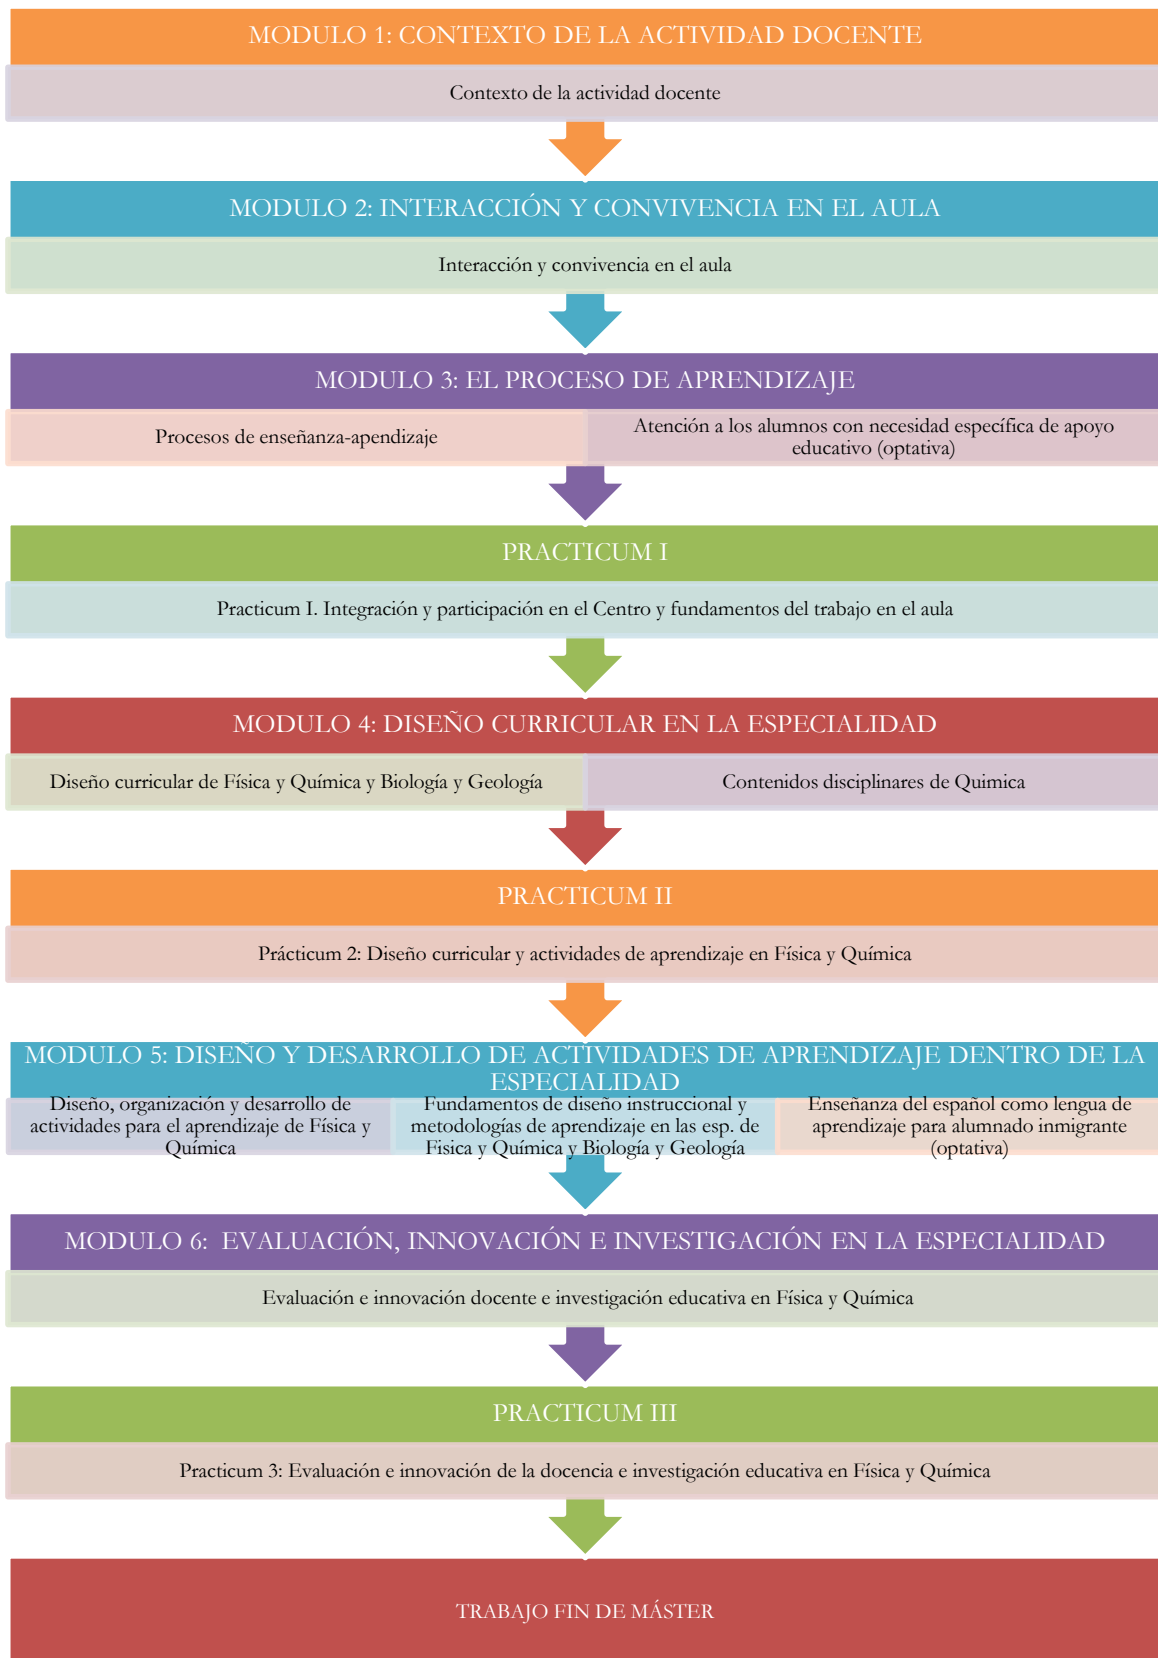 MODULO 1: CONTEXTO DE LA ACTIVIDAD DOCENTE
Contexto de la actividad docente
MODULO 2: INTERACCIÓN Y CONVIVENCIA EN EL AULA
Interacción y convivencia en el aula
MODULO 3: EL PROCESO DE APRENDIZAJE
Procesos de enseñanza-apendizaje
Atención a los alumnos con necesidad específica de apoyo
educativo (optativa)
PRACTICUM I
Practicum I. Integración y participación en el Centro y fundamentos del trabajo en el aula
MODULO 4: DISEÑO CURRICULAR EN LA ESPECIALIDAD
Diseño curricular de Física y Química y Biología y Geología
Contenidos disciplinares de Quimica
PRACTICUM II
Prácticum 2: Diseño curricular y actividades de aprendizaje en Física y Química
MODULO 5: DISEÑO Y DESARROLLO DE ACTIVIDADES DE APRENDIZAJE DENTRO DE LA
ESPECIALIDAD
Diseño, organización y desarrollo de
actividades para el aprendizaje de Física y
Química
Fundamentos de diseño instruccional y
metodologías de aprendizaje en las esp. de
Fisica y Química y Biología y Geología
Enseñanza del español como lengua de
aprendizaje para alumnado inmigrante
(optativa)
MODULO 6: EVALUACIÓN, INNOVACIÓN E INVESTIGACIÓN EN LA ESPECIALIDAD
Evaluación e innovación docente e investigación educativa en Física y Química
PRACTICUM III
Practicum 3: Evaluación e innovación de la docencia e investigación educativa en Física y Química
TRABAJO FIN DE MÁSTER